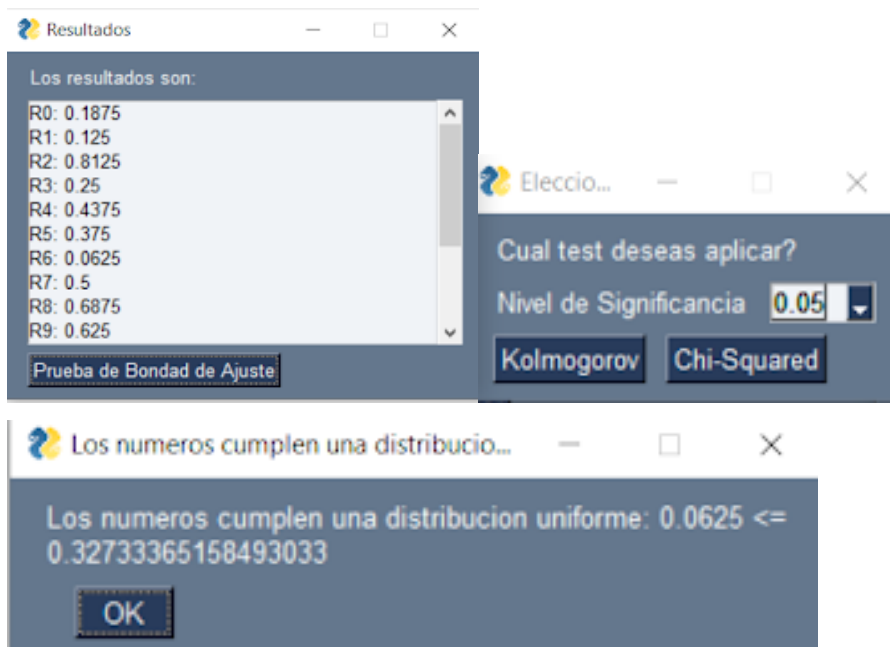 Resultados
Los resultados son:
R0: 0.1875
R1: 0.125
R2: 0.8125
R3: 0.25
R4: 0.4375
R5: 0.375
R6: 0.0625
R7: 0.5
R8: 0.6875
R9: 0.625
Prueba de Bondad de Ajuste
Eleccio...
Cual test deseas aplicar?
Nivel de Significancia 0.05
Kolmogorov Chi-Squared
Los numeros cumplen una distribucio...
Los numeros cumplen una distribucion uniforme: 0.0625 <=
0.32733365158493033
OK